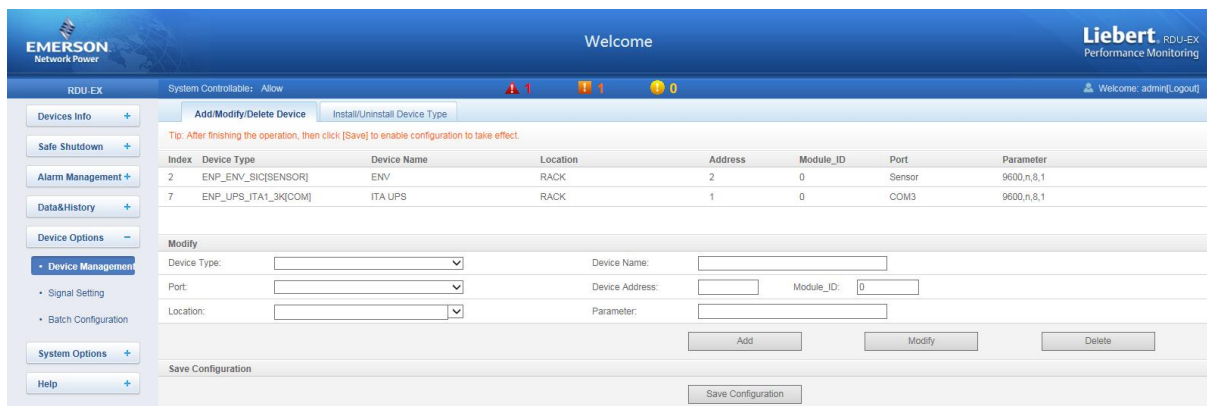 EMERSON
Network Power
Welcome
Liebert RDU-EX
Performance Monitoring
RDU-EX
System Controllable: Allow
1
1
0
Welcome: admin[Logout]
Devices Info +
Safe Shutdown +
Alarm Management +
Data&History +
Device Options −
• Device Management
• Signal Setting
• Batch Configuration
System Options +
Help +
Add/Modify/Delete Device Install/Uninstall Device Type
Tip: After finishing the operation, then click [Save] to enable configuration to take effect.
Index Device Type Device Name Location Address Module_ID Port Parameter
2 ENP_ENV_SIC[SENSOR] ENV RACK 2 0 Sensor 9600,n,8,1
7 ENP_UPS_ITA1_3K[COM] ITA UPS RACK 1 0 COM3 9600,n,8,1
Modify
Device Type: Device Name:
Port: Device Address: Module_ID: 0
Location: Parameter:
Add Modify Delete
Save Configuration
Save Configuration